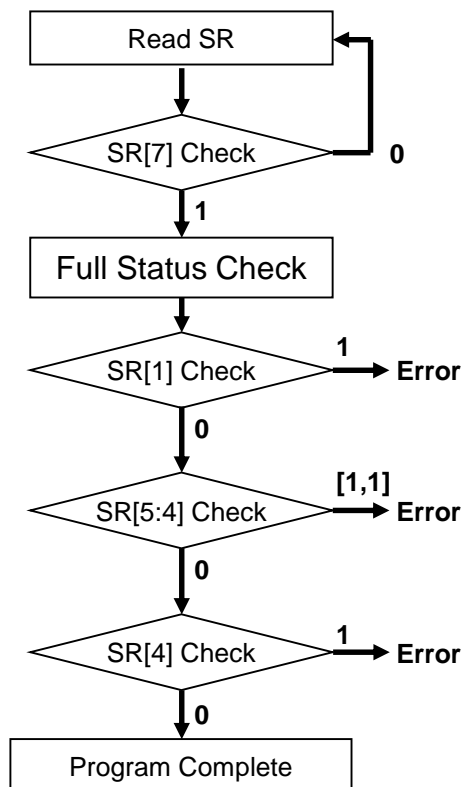 Read SR
SR[7] Check
0
1
Full Status Check
SR[1] Check
1
Error
0
SR[5:4] Check
[1,1]
Error
0
SR[4] Check
1
Error
0
Program Complete